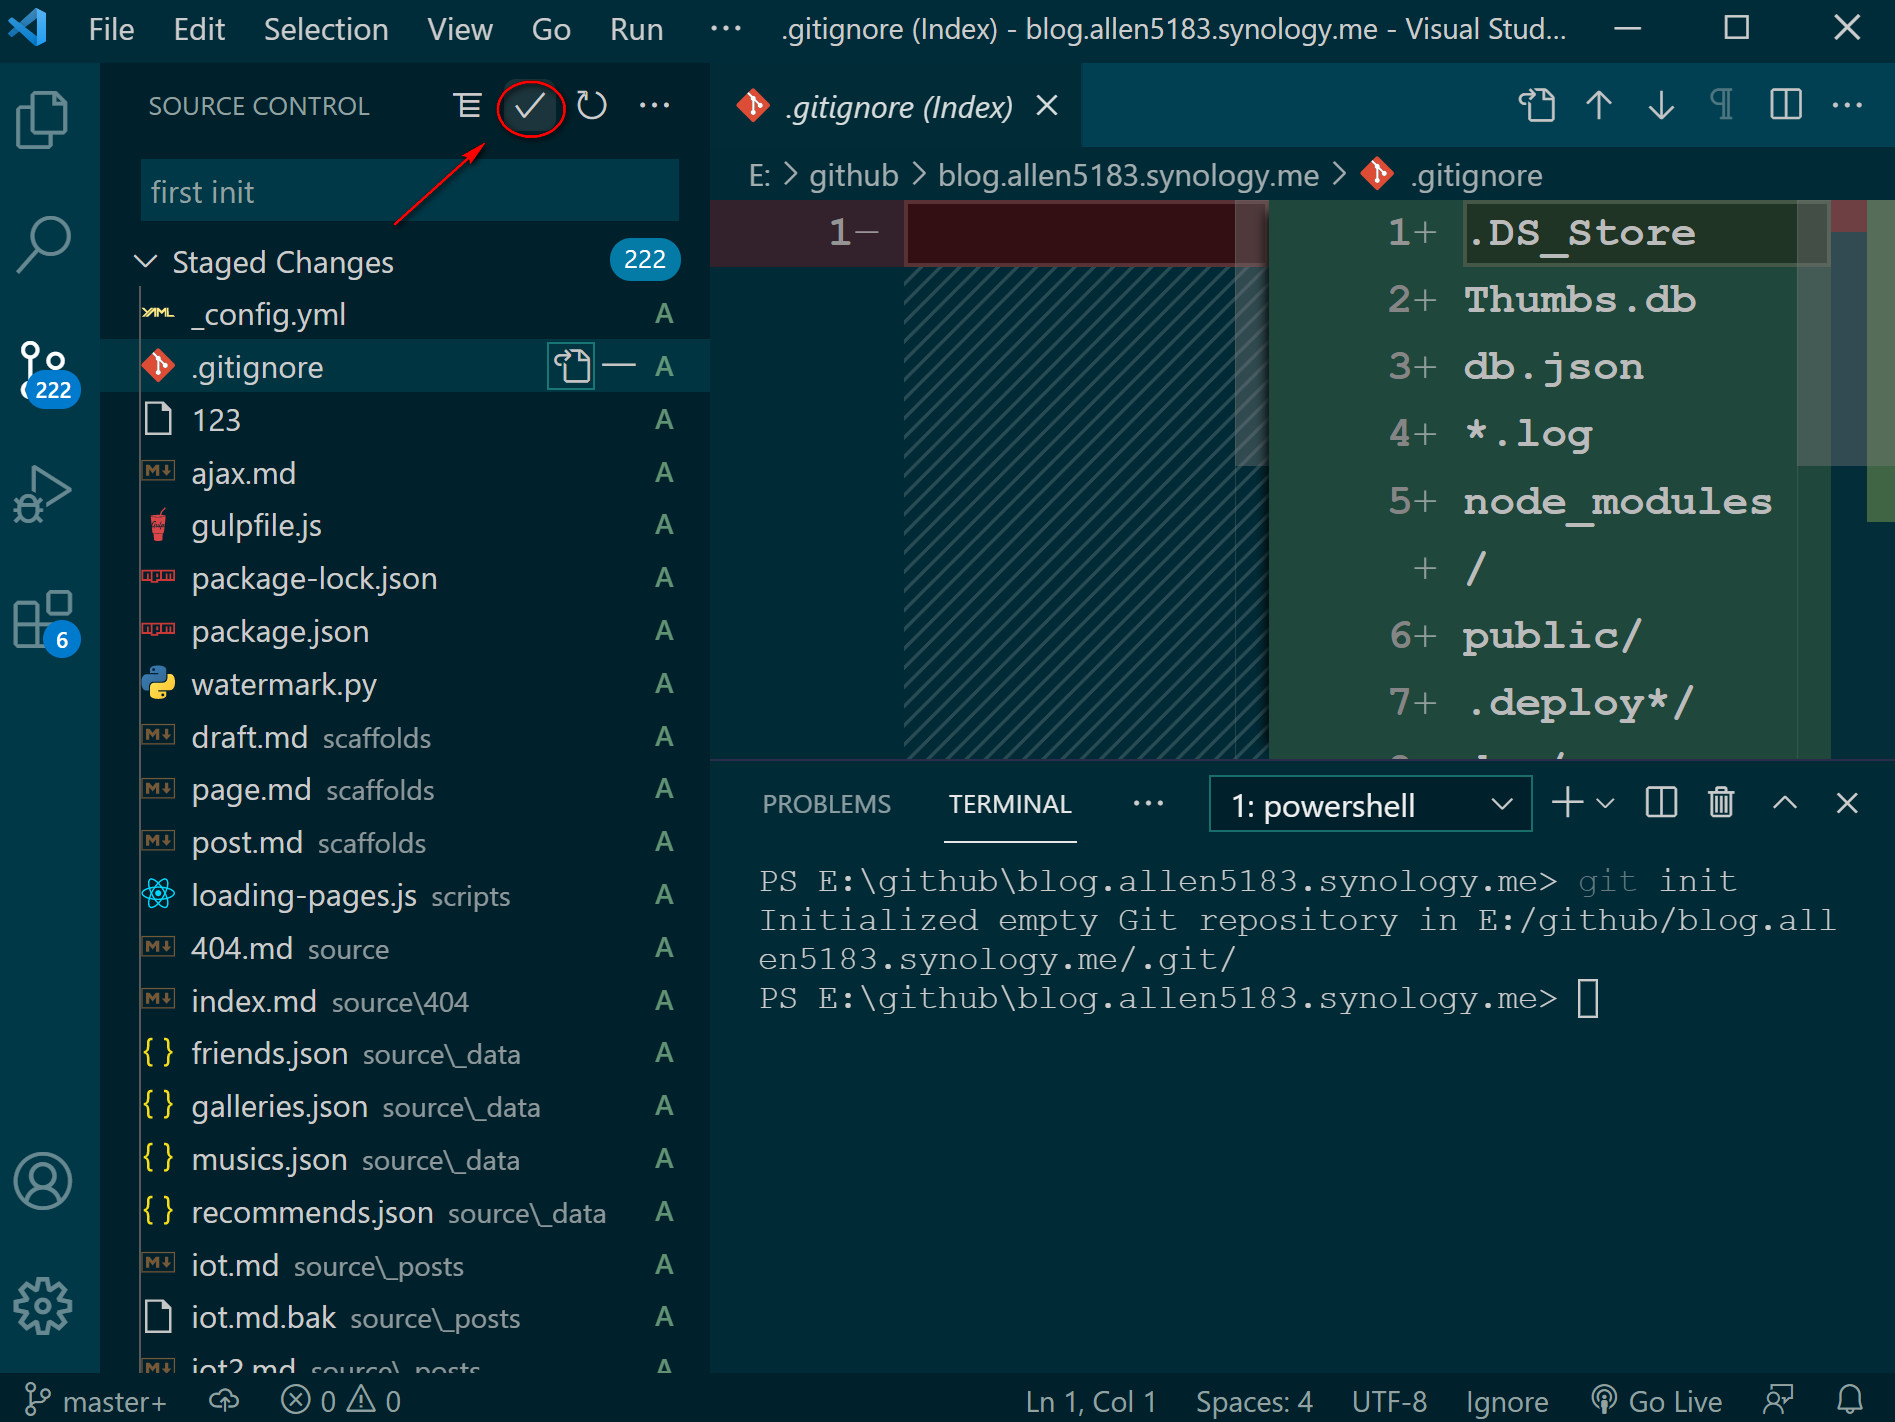 File Edit Selection View Go Run ··· .gitignore (Index) - blog.allen5183.synology.me - Visual Stud...
SOURCE CONTROL
first init
Staged Changes 222
_config.yml A
.gitignore A
123 A
ajax.md A
gulpfile.js A
package-lock.json A
package.json A
watermark.py A
draft.md scaffolds A
page.md scaffolds A
post.md scaffolds A
loading-pages.js scripts A
404.md source A
index.md source\404 A
friends.json source\_data A
galleries.json source\_data A
musics.json source\_data A
recommends.json source\_data A
iot.md source\_posts A
iot.md.bak source\_posts A
iot2.md source\_posts A
222
6
.gitignore (Index)
E: > github > blog.allen5183.synology.me > .gitignore
1−
1+ .DS_Store
2+ Thumbs.db
3+ db.json
4+ *.log
5+ node_modules
+ /
6+ public/
7+ .deploy*/
PROBLEMS TERMINAL ··· 1: powershell
PS E:\github\blog.allen5183.synology.me> git init
Initialized empty Git repository in E:/github/blog.all
en5183.synology.me/.git/
PS E:\github\blog.allen5183.synology.me>
master+ 0 0 Ln 1, Col 1 Spaces: 4 UTF-8 Ignore Go Live